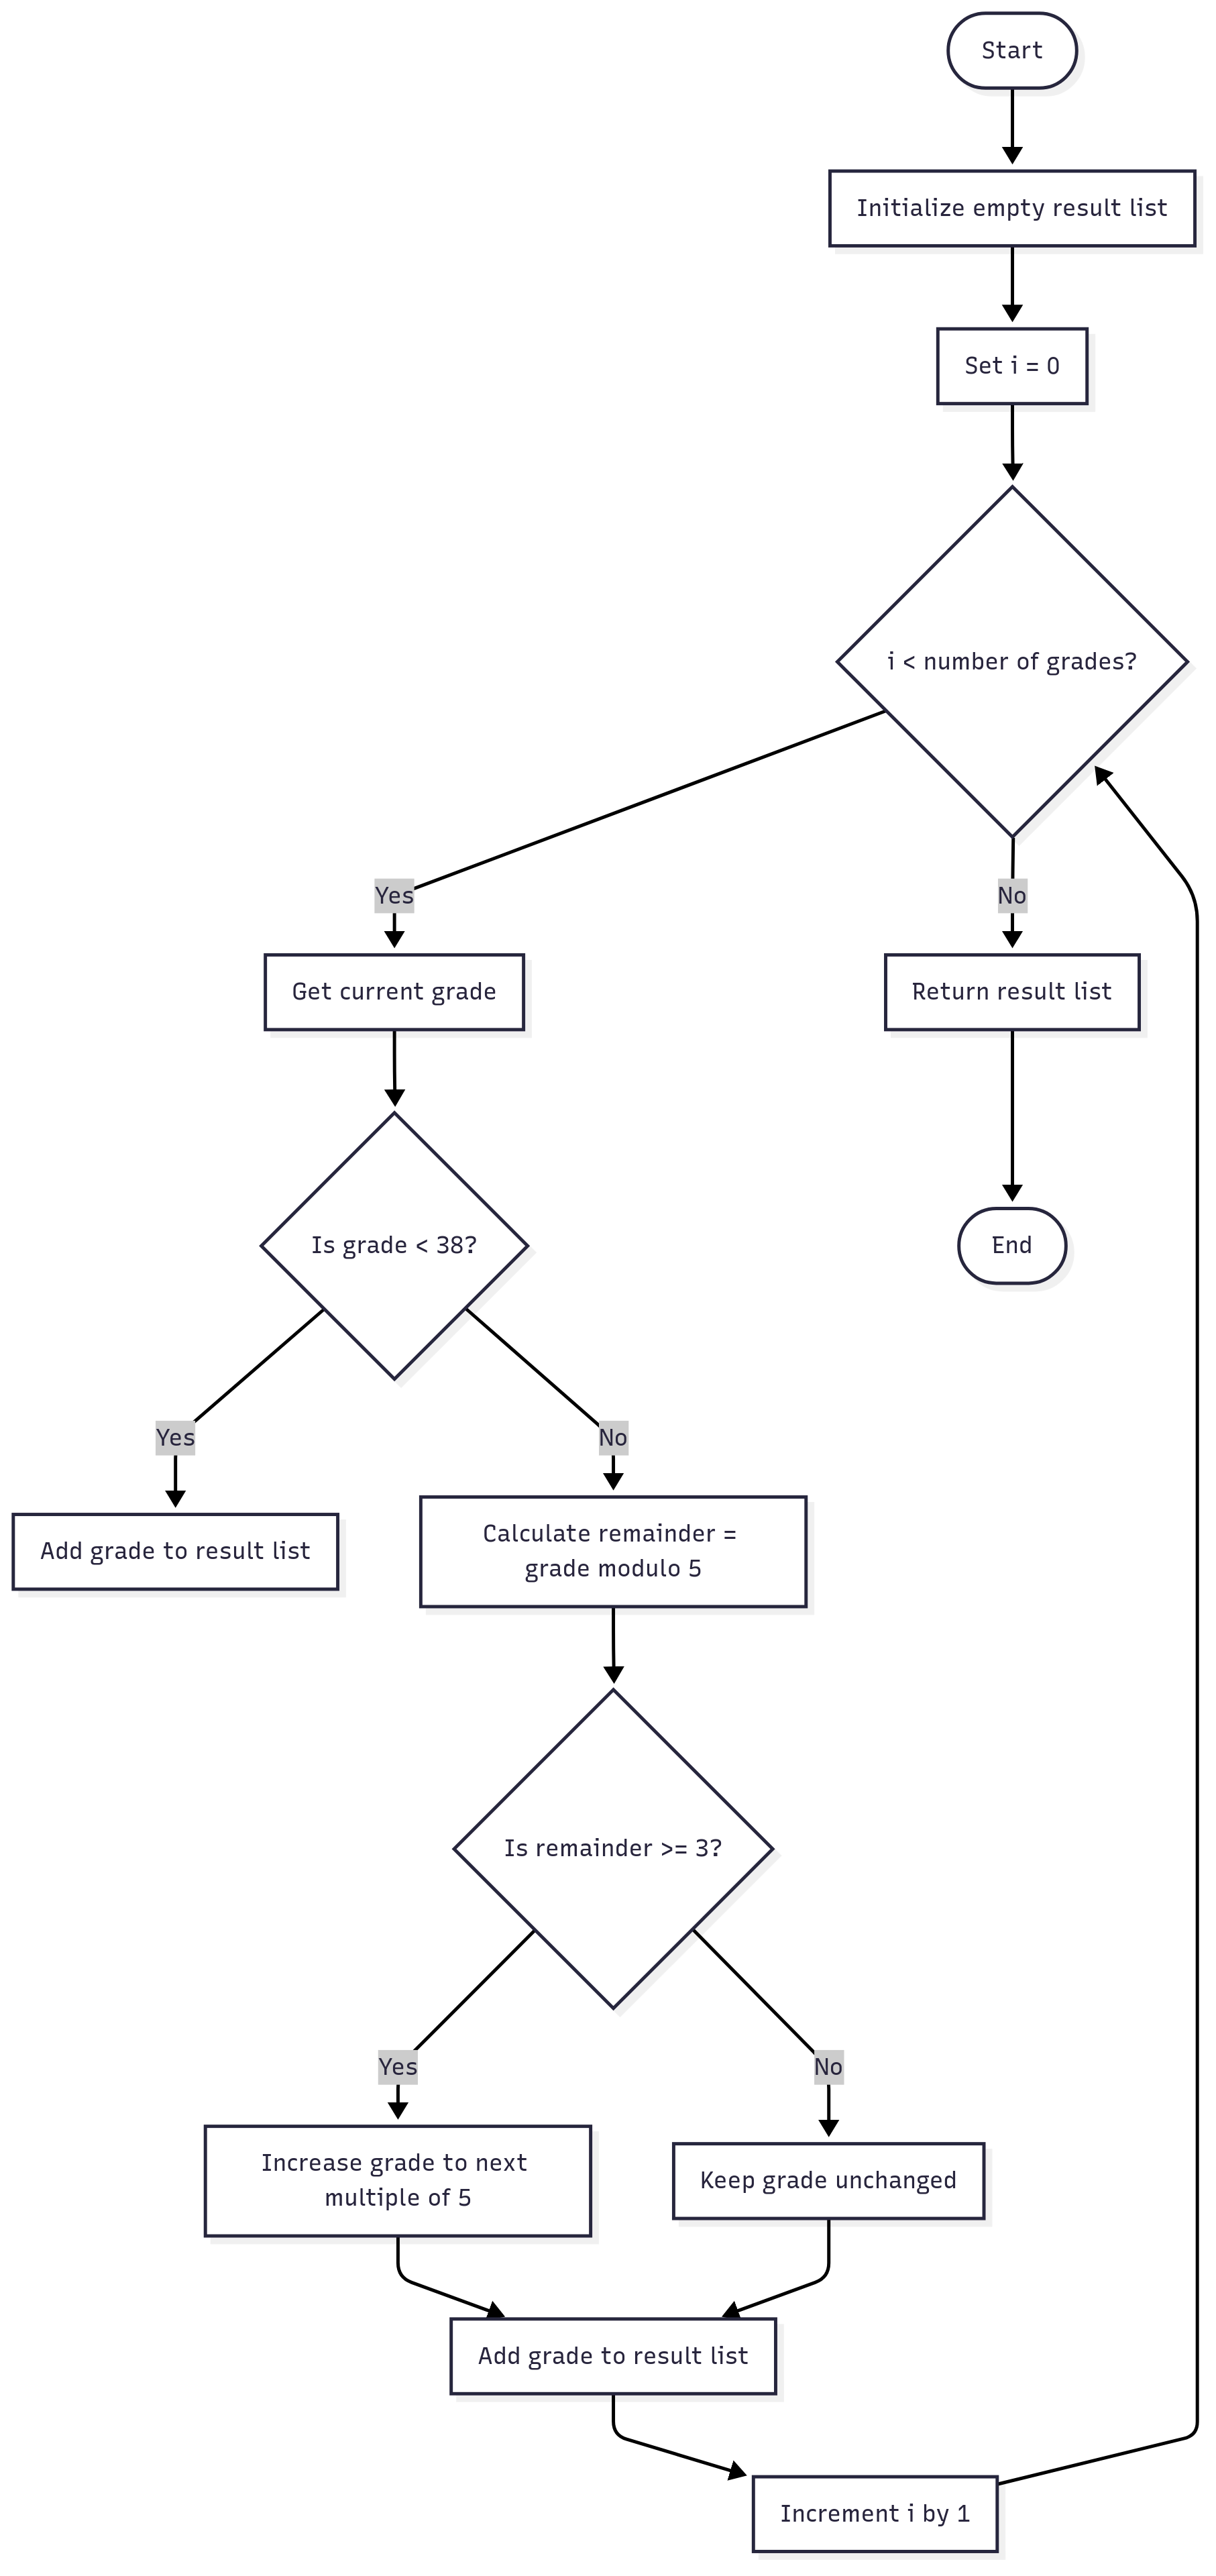 Start
Initialize empty result list
Set i = 0
i < number of grades?
Yes
No
Get current grade
Return result list
Is grade < 38?
End
Yes
No
Add grade to result list
Calculate remainder =
grade modulo 5
Is remainder >= 3?
Yes
No
Increase grade to next
multiple of 5
Keep grade unchanged
Add grade to result list
Increment i by 1